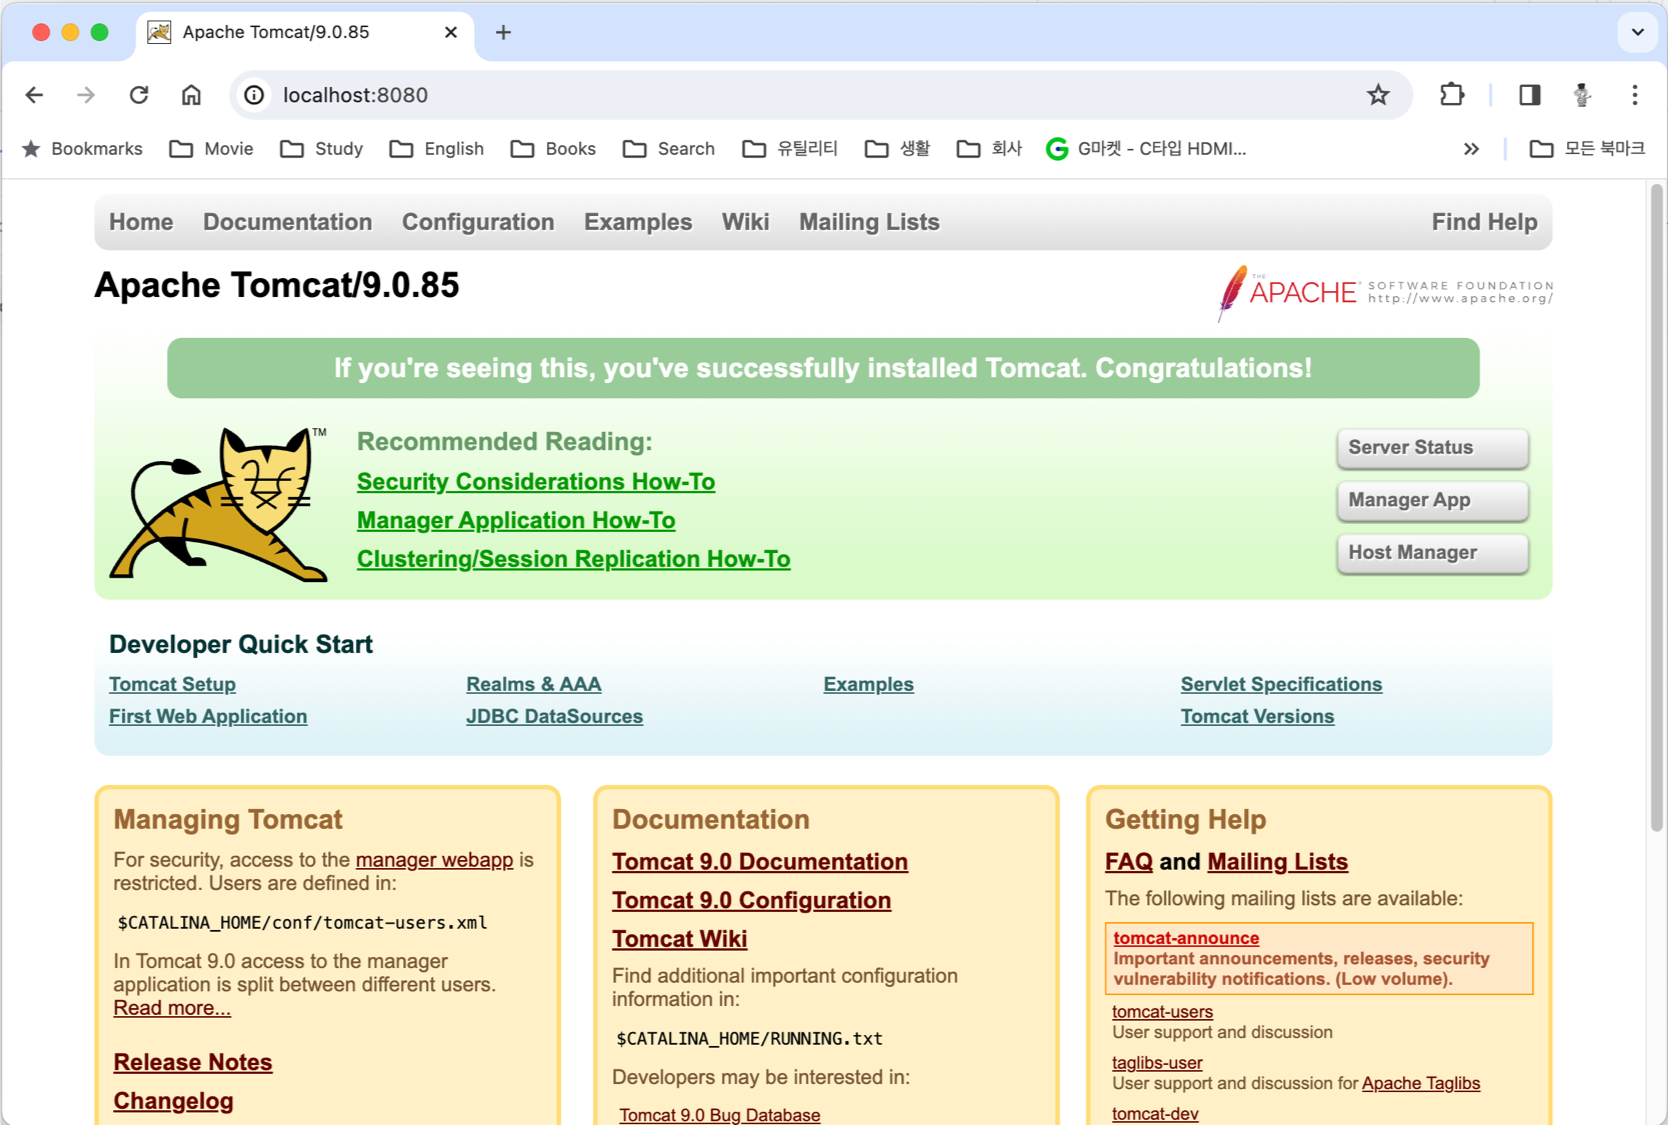 Apache Tomcat/9.0.85
localhost:8080
Bookmarks Movie Study English Books Search 유틸리티 생활 회사 G마켓 - C타입 HDMI... 모든 북마크
Home Documentation Configuration Examples Wiki Mailing Lists Find Help
Apache Tomcat/9.0.85
THE APACHE SOFTWARE FOUNDATION
http://www.apache.org/
If you're seeing this, you've successfully installed Tomcat. Congratulations!
TM
Recommended Reading:
Security Considerations How-To
Manager Application How-To
Clustering/Session Replication How-To
Server Status
Manager App
Host Manager
Developer Quick Start
Tomcat Setup
First Web Application
Realms & AAA
JDBC DataSources
Examples
Servlet Specifications
Tomcat Versions
Managing Tomcat
For security, access to the manager webapp is
restricted. Users are defined in:
$CATALINA_HOME/conf/tomcat-users.xml
In Tomcat 9.0 access to the manager
application is split between different users.
Read more...
Release Notes
Changelog
Documentation
Tomcat 9.0 Documentation
Tomcat 9.0 Configuration
Tomcat Wiki
Find additional important configuration
information in:
$CATALINA_HOME/RUNNING.txt
Developers may be interested in:
Tomcat 9.0 Bug Database
Getting Help
FAQ and Mailing Lists
The following mailing lists are available:
tomcat-announce
Important announcements, releases, security
vulnerability notifications. (Low volume).
tomcat-users
User support and discussion
taglibs-user
User support and discussion for Apache Taglibs
tomcat-dev